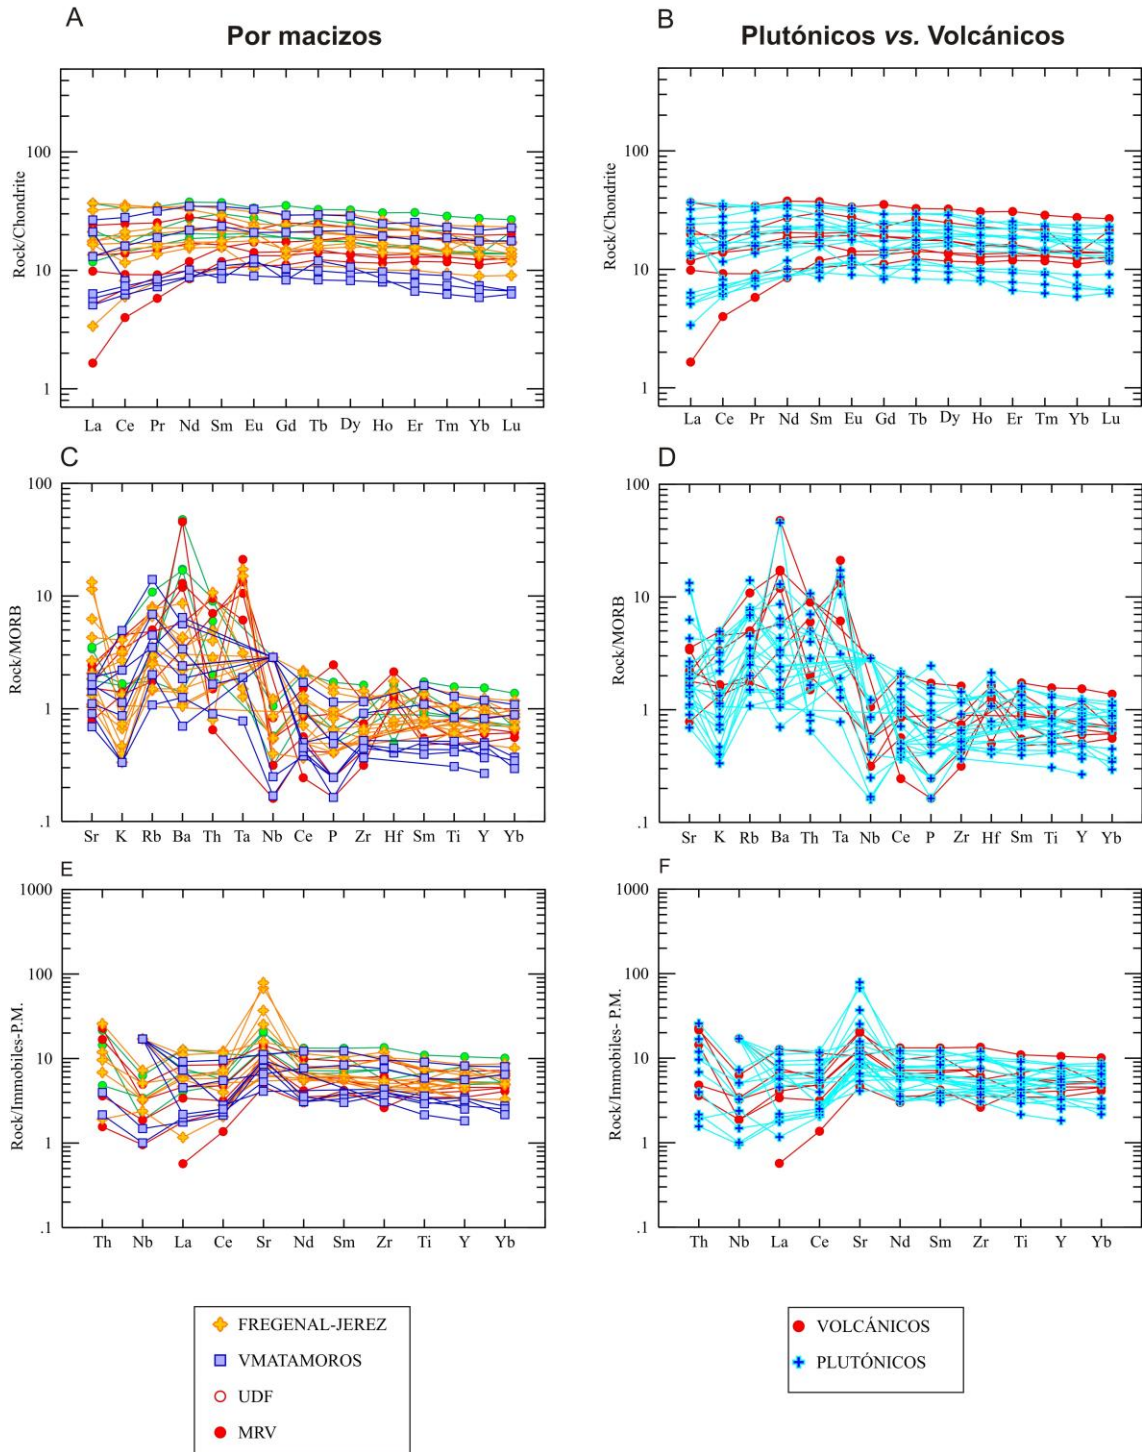 A
Por macizos
B
Plutónicos vs. Volcánicos
Rock/Chondrite
100
10
1
La Ce Pr Nd Sm Eu Gd Tb Dy Ho Er Tm Yb Lu
Rock/Chondrite
100
10
1
La Ce Pr Nd Sm Eu Gd Tb Dy Ho Er Tm Yb Lu
C
Rock/MORB
100
10
1
.1
Sr K Rb Ba Th Ta Nb Ce P Zr Hf Sm Ti Y Yb
D
Rock/MORB
100
10
1
.1
Sr K Rb Ba Th Ta Nb Ce P Zr Hf Sm Ti Y Yb
E
Rock/Immobiles-P.M.
1000
100
10
1
.1
Th Nb La Ce Sr Nd Sm Zr Ti Y Yb
F
Rock/Immobiles- P.M.
1000
100
10
1
.1
Th Nb La Ce Sr Nd Sm Zr Ti Y Yb
FREGENAL-JEREZ
VMATAMOROS
UDF
MRV
VOLCÁNICOS
PLUTÓNICOS